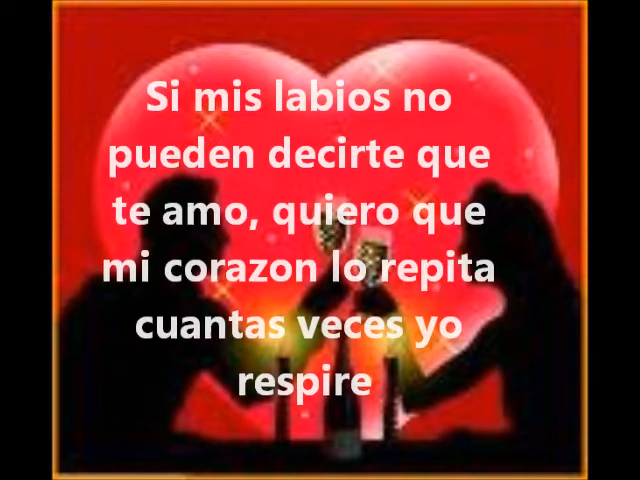 Si mis labios no
pueden decirte que
te amo, quiero que
mi corazon lo repita
cuantas veces yo
respire